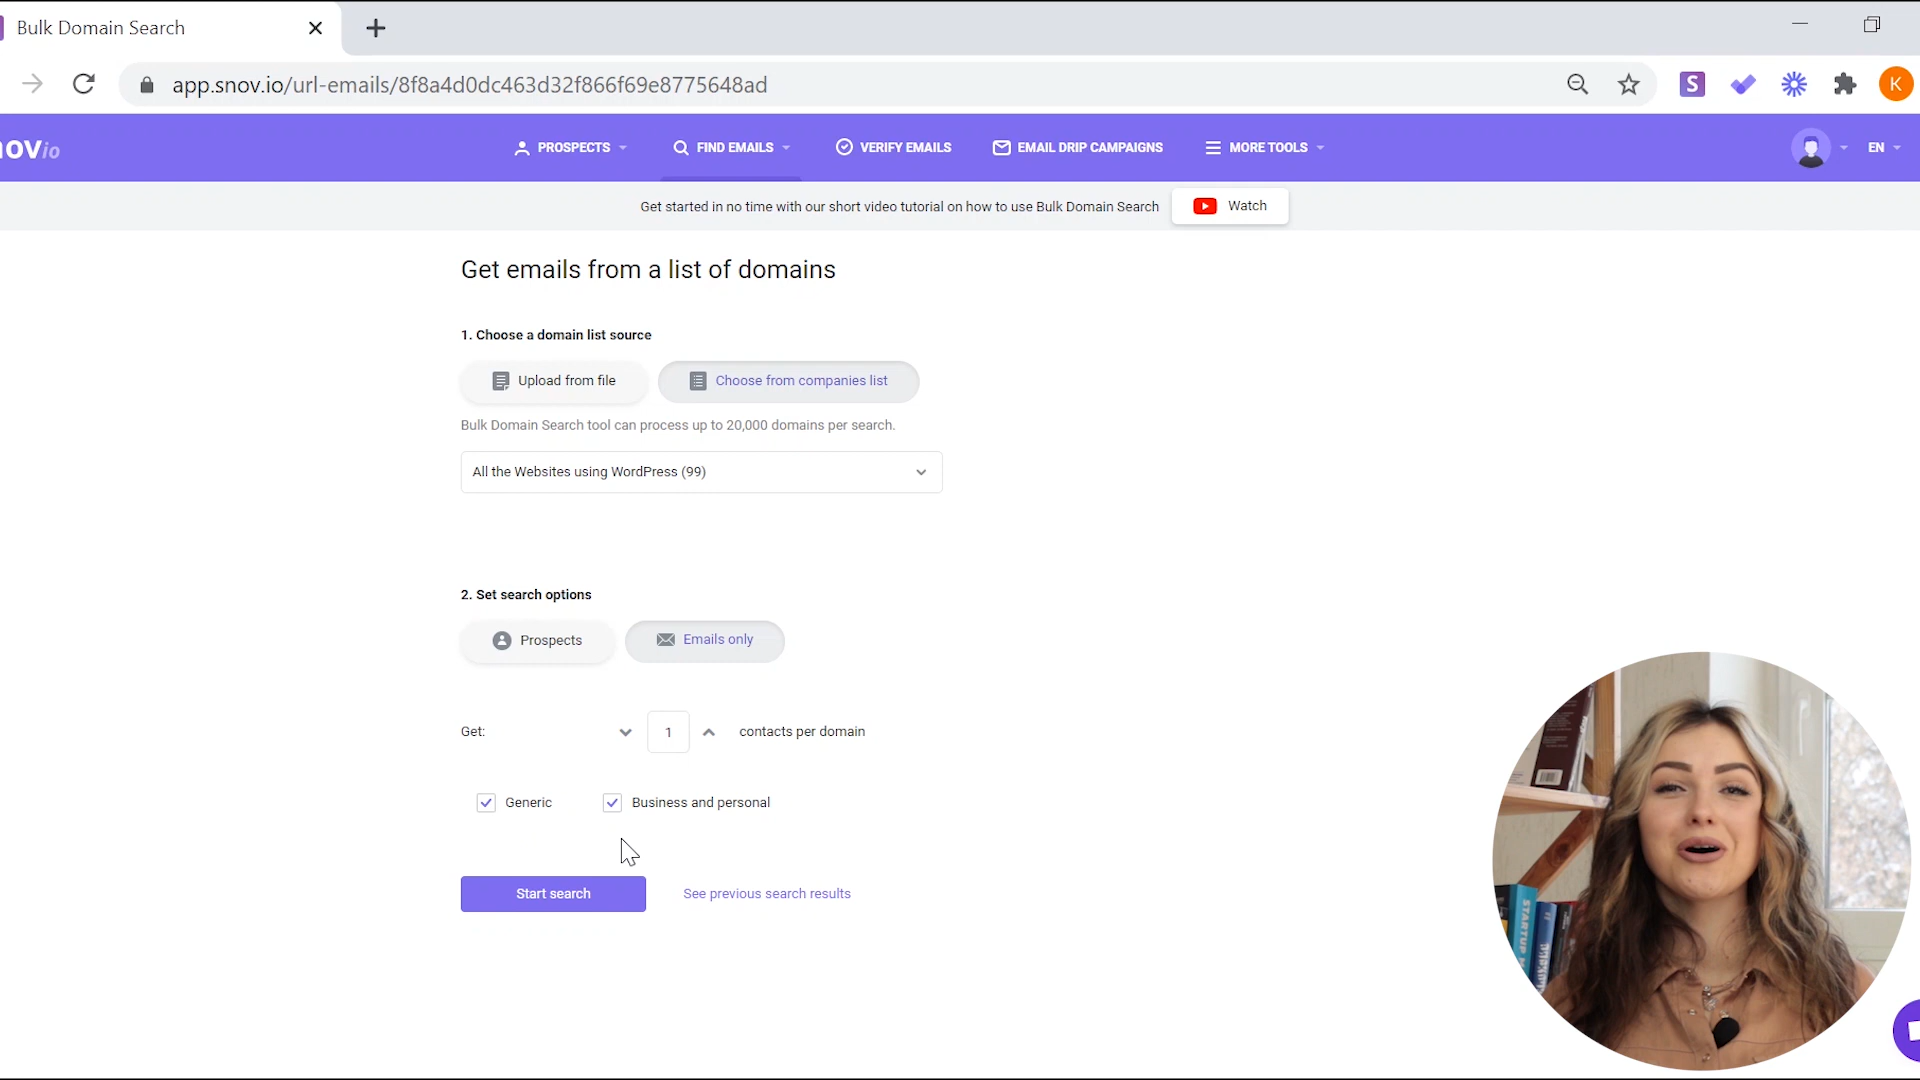 Bulk Domain Search
app.snov.io/url-emails/8f8a4d0dc463d32f866f69e8775648ad
S
K
ovio
PROSPECTS
FIND EMAILS
VERIFY EMAILS
EMAIL DRIP CAMPAIGNS
MORE TOOLS
EN
Get started in no time with our short video tutorial on how to use Bulk Domain Search
Watch
Get emails from a list of domains
1. Choose a domain list source
Upload from file
Choose from companies list
Bulk Domain Search tool can process up to 20,000 domains per search.
All the Websites using WordPress (99)
2. Set search options
Prospects
Emails only
Get:
1
contacts per domain
Generic
Business and personal
Start search
See previous search results
STARTUP